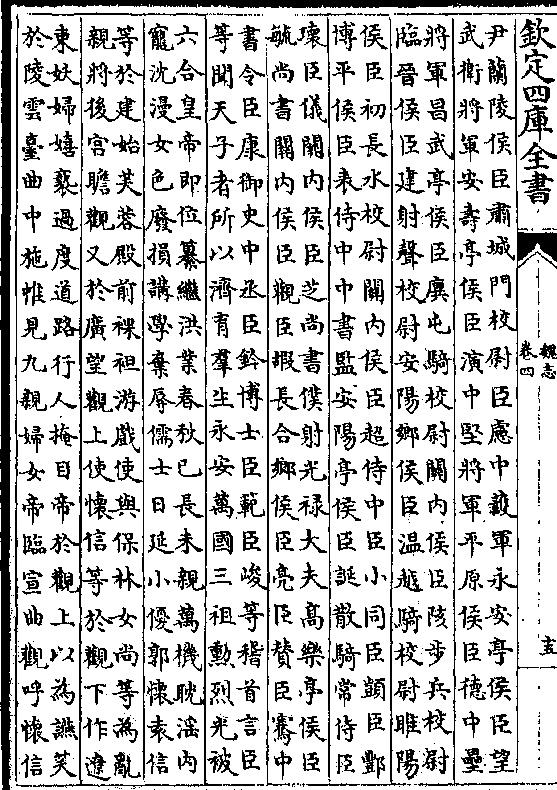 欽定四庫全書
魏志
卷四
尹蘭陵侯臣肅城門校尉臣慮中護軍永安亭侯臣望
武衛將軍安壽亭侯臣演中堅將軍平原侯臣德中壘
將軍昌武亭侯臣廙屯騎校尉關内侯臣陔步兵校尉
臨晉侯臣建射聲校尉安陽鄉侯臣温越騎校尉睢陽
侯臣初長水校尉關内侯臣超侍中臣小同臣顗臣酆
博平侯臣表侍中中書監安陽亭侯臣誕散騎常侍臣
瓌臣儀關内侯臣芝尚書僕射光禄大夫高樂亭侯臣
毓尚書關内侯臣觀臣嘏長合鄉侯臣亮臣賛臣騫中
書令臣康御史中丞臣鈐博士臣範臣峻等稽首言臣
等聞天子者所以濟育羣生永安萬國三祖勲烈光被
六合皇帝即位纂繼洪業春秋已長未親萬機耽淫内
寵沈漫女色廢損講學棄辱儒士日延小優郭懷袁信
等於建始芙蓉殿前裸袒游戲使與保林女尚等為亂
親將後宫瞻觀又於廣望觀上使懷信等於觀下作遼
東妖婦嬉褻過度道路行人掩目帝於觀上以為讌笑
於陵雲臺曲中施帷見九親婦女帝臨宣曲觀呼懷信